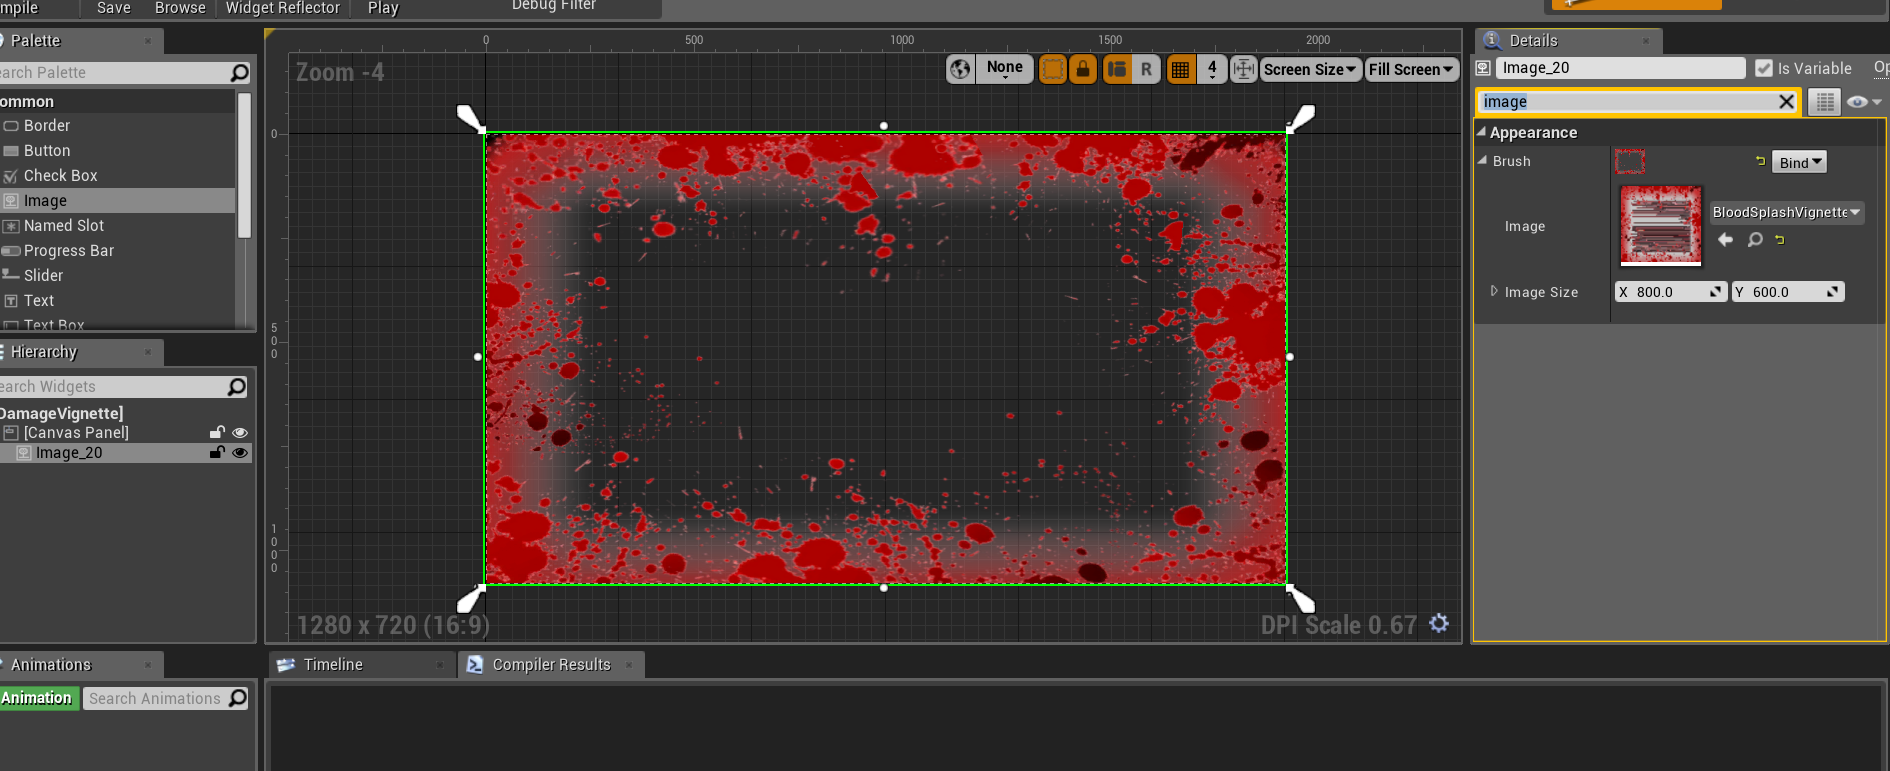 mpile Save Browse Widget Reflector Play Debug Filter
Palette
earch Palette
ommon
Border
Button
Check Box
Image
Named Slot
Progress Bar
Slider
Text
Text Box
Hierarchy
earch Widgets
DamageVignette]
[Canvas Panel]
Image_20
Animations
Animation Search Animations
0 500 1000 1500 2000
Zoom -4
None R 4 Screen Size Fill Screen
0
5
0
0
1
0
0
0
1280 x 720 (16:9)
DPI Scale 0.67
Timeline Compiler Results
Details
Image_20 Is Variable Op
image
Appearance
Brush Bind
Image BloodSplashVignette
Image Size X 800.0 Y 600.0